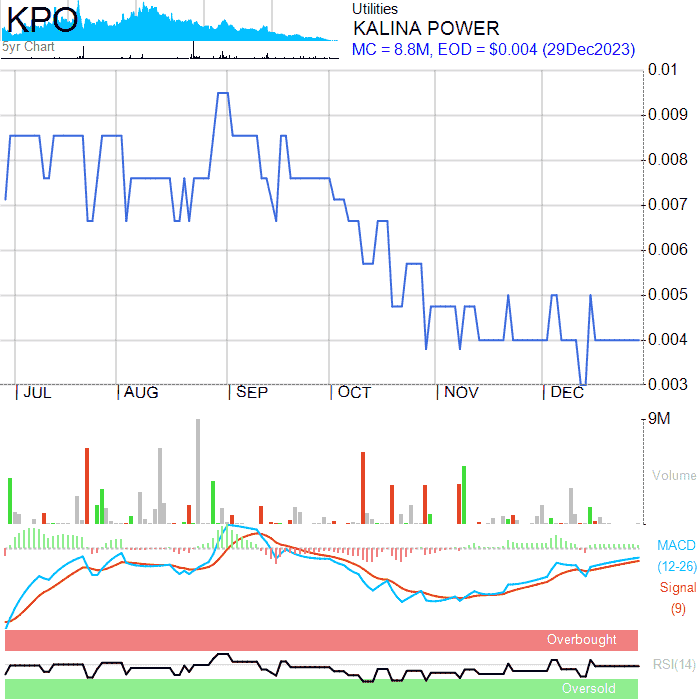 KPO
5yr Chart
Utilities
KALINA POWER
MC = 8.8M, EOD = $0.004 (29Dec2023)
0.01
0.009
0.008
0.007
0.006
0.005
0.004
0.003
| JUL | AUG | SEP | OCT | NOV | DEC
9M
Volume
MACD
(12-26)
Signal
(9)
Overbought
RSI(14)
Oversold